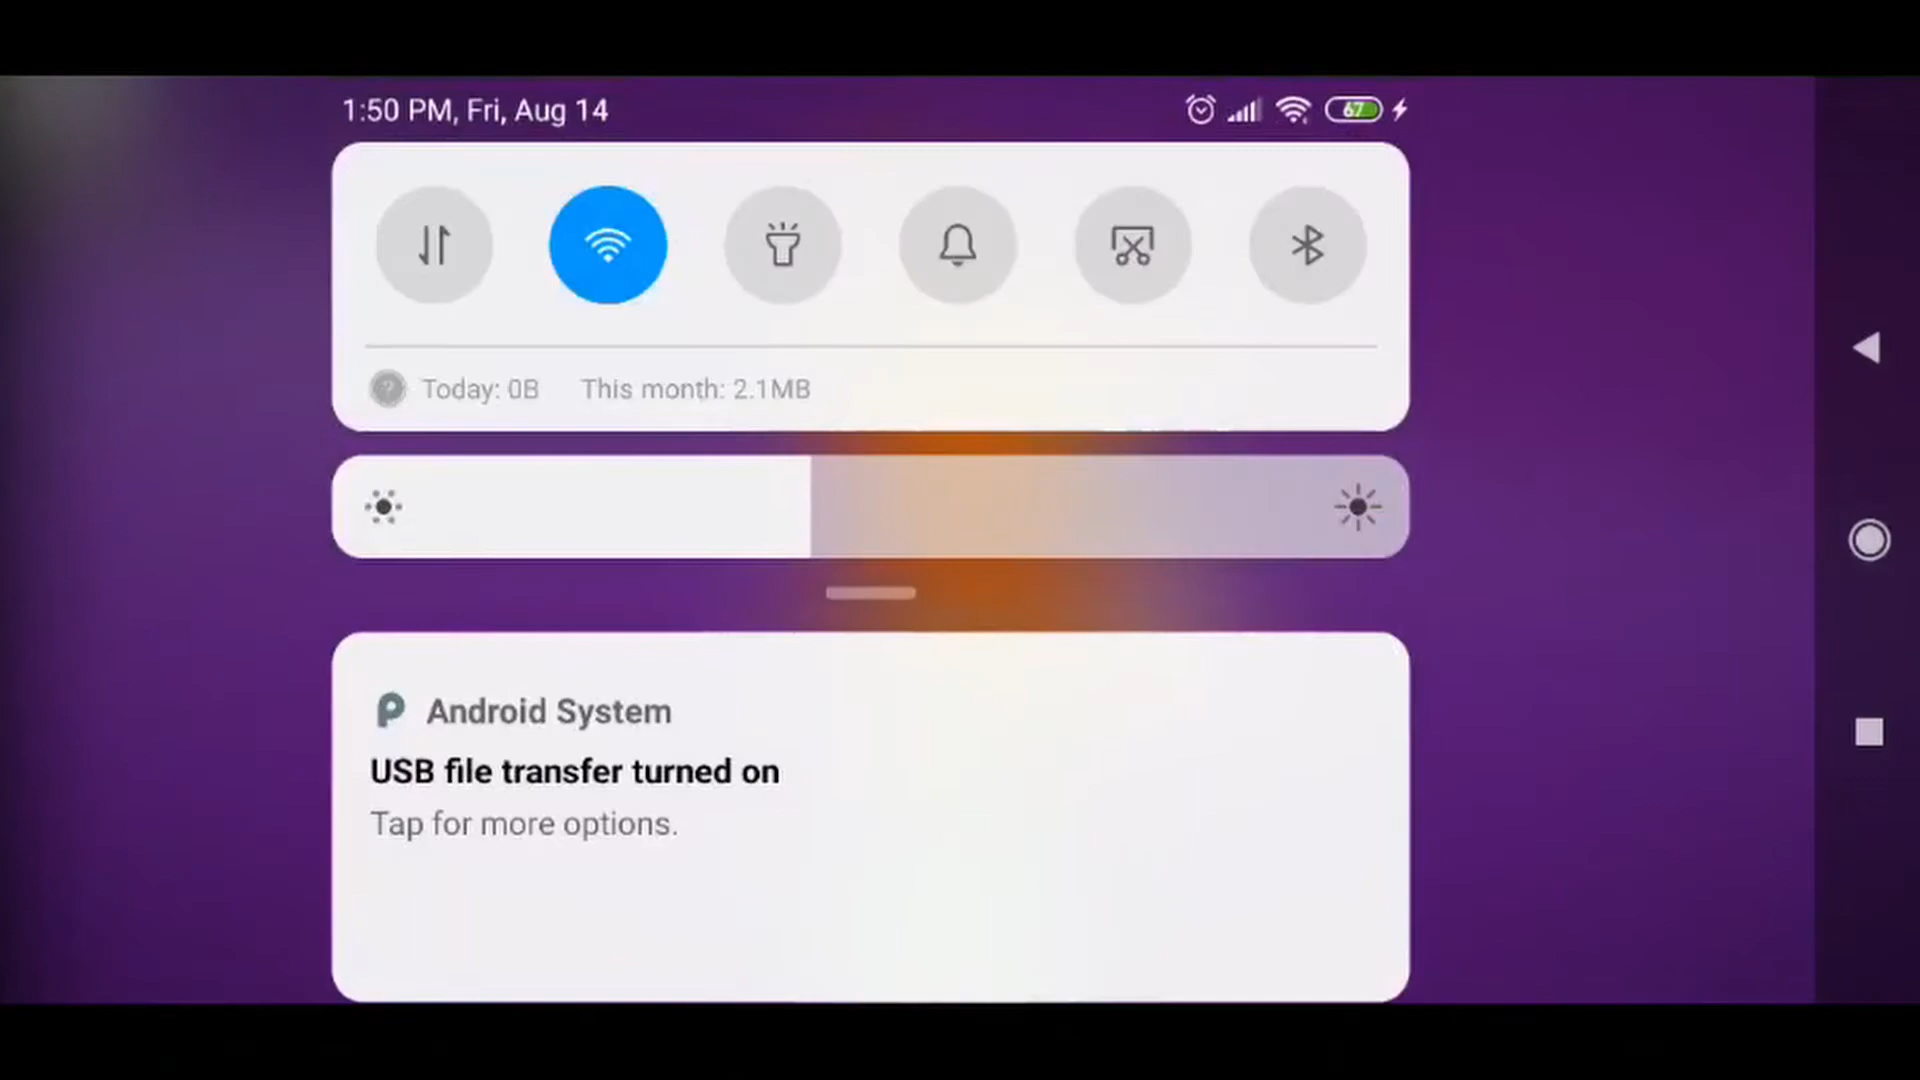 1:50 PM, Fri, Aug 14
67
Today: 0B This month: 2.1MB
Android System
USB file transfer turned on
Tap for more options.